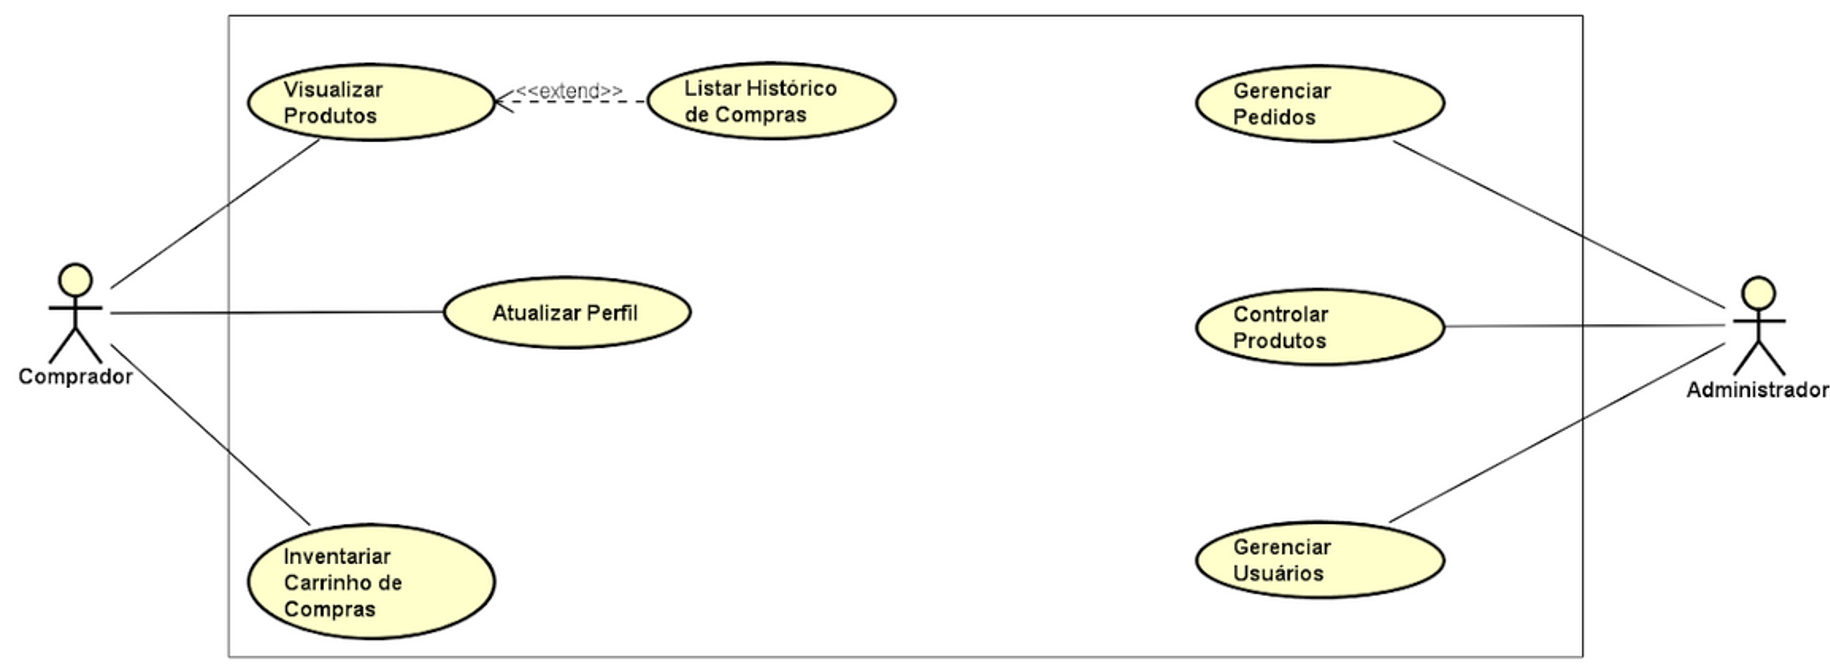 Visualizar
Produtos
<<extend>>
Listar Histórico
de Compras
Gerenciar
Pedidos
Atualizar Perfil
Controlar
Produtos
Comprador
Administrador
Inventariar
Carrinho de
Compras
Gerenciar
Usuários